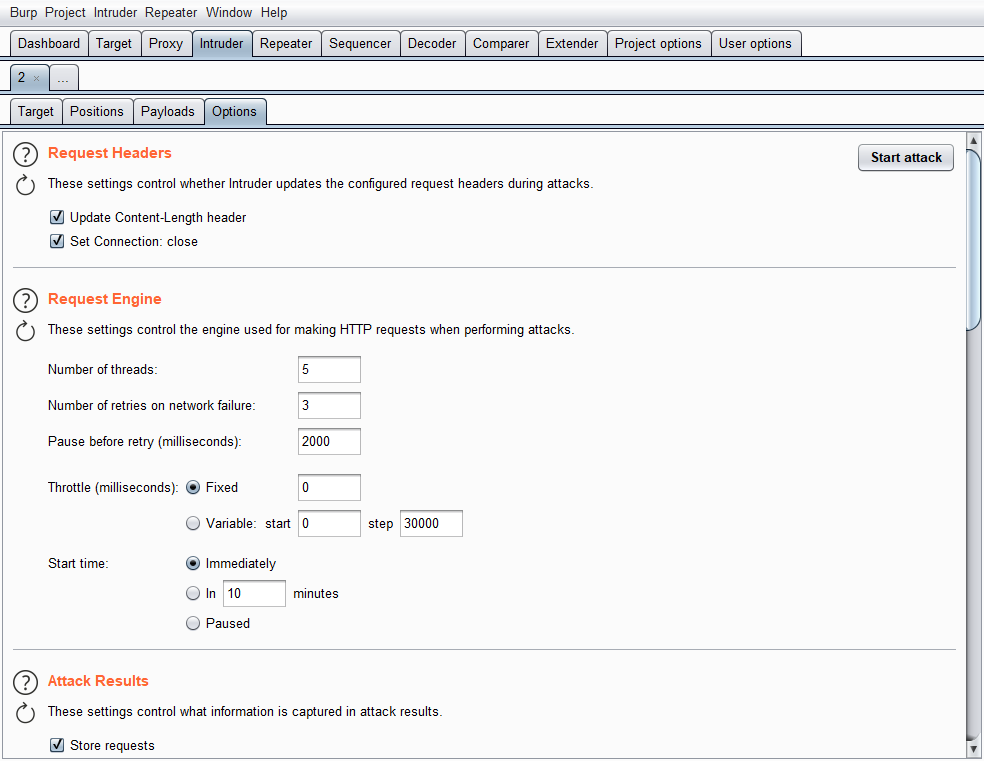 Burp Project Intruder Repeater Window Help
Dashboard Target Proxy Intruder Repeater Sequencer Decoder Comparer Extender Project options User options
2 × ...
Target Positions Payloads Options
? Request Headers Start attack
These settings control whether Intruder updates the configured request headers during attacks.
Update Content-Length header
Set Connection: close
? Request Engine
These settings control the engine used for making HTTP requests when performing attacks.
Number of threads: 5
Number of retries on network failure: 3
Pause before retry (milliseconds): 2000
Throttle (milliseconds): Fixed 0
Variable: start 0 step 30000
Start time: Immediately
In 10 minutes
Paused
? Attack Results
These settings control what information is captured in attack results.
Store requests